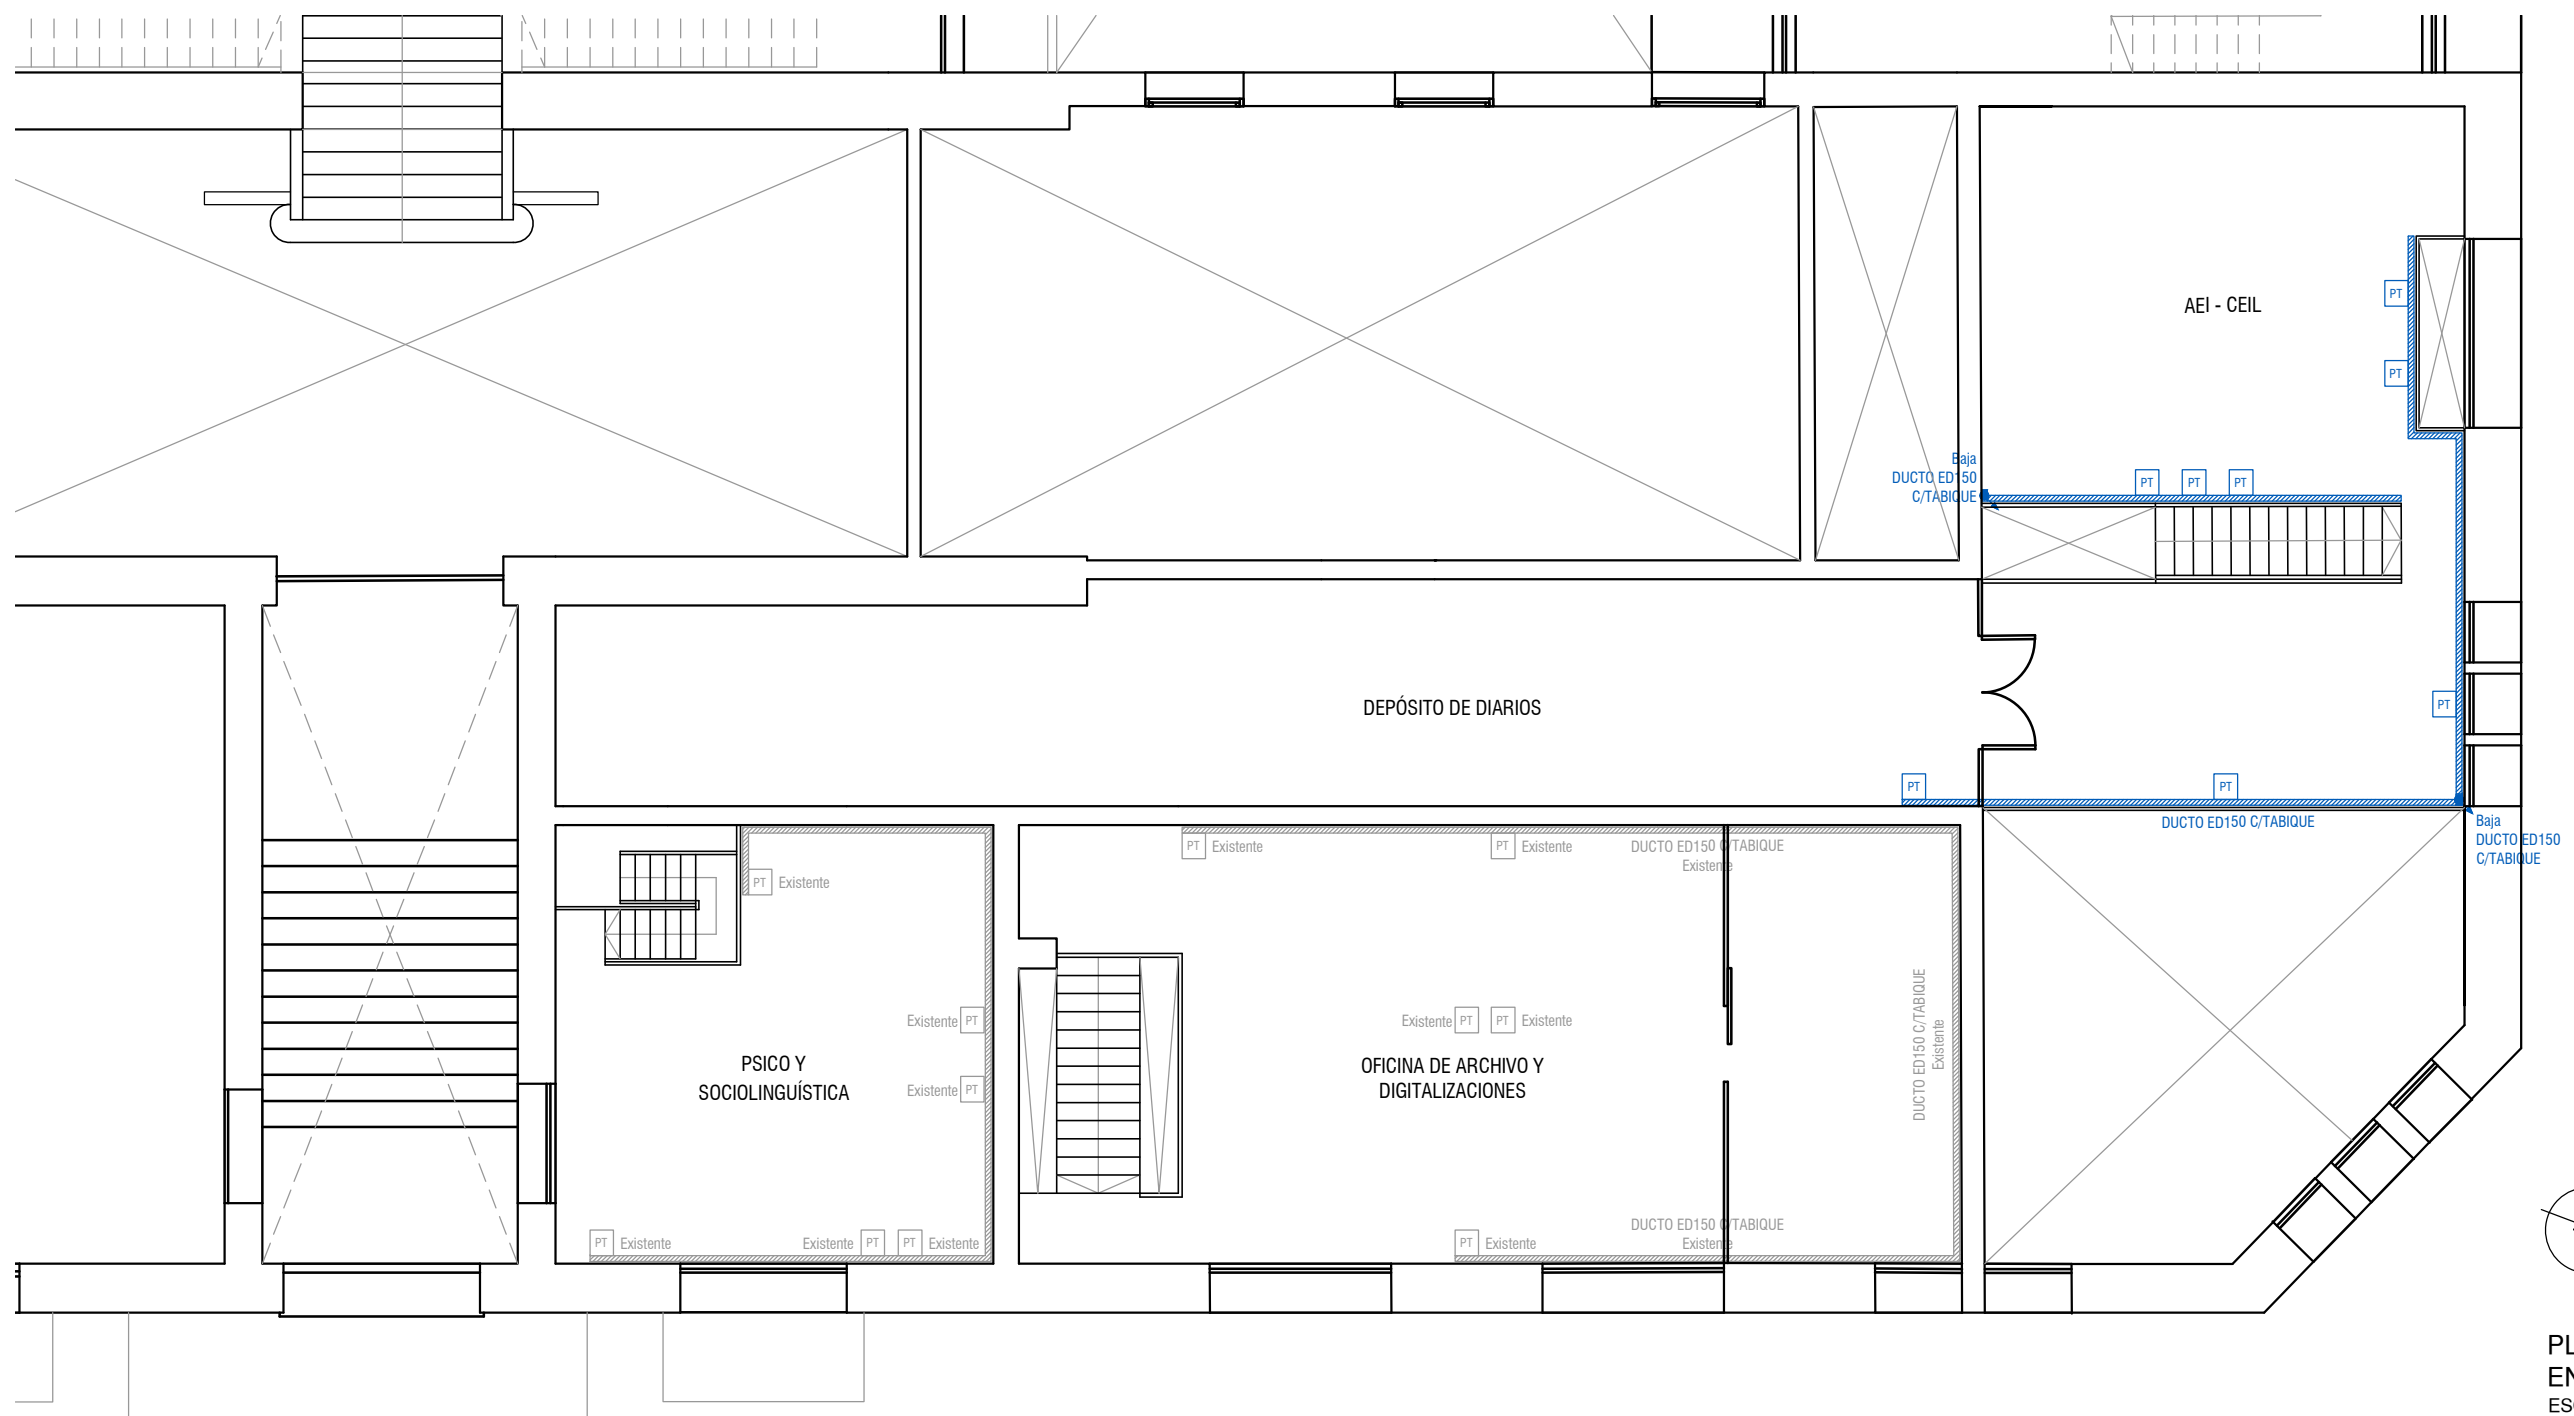 AEI - CEIL
PT
PT
Baja
DUCTO ED150
C/TABIQUE
PT
PT
PT
DEPÓSITO DE DIARIOS
PT
PT
PT
DUCTO ED150 C/TABIQUE
Baja
DUCTO ED150
C/TABIQUE
PT Existente
PT Existente
PT Existente
DUCTO ED150 C/TABIQUE
Existente
Existente PT
Existente PT
PSICO Y
SOCIOLINGUÍSTICA
PT Existente
Existente PT
PT Existente
Existente PT
PT Existente
OFICINA DE ARCHIVO Y
DIGITALIZACIONES
DUCTO ED150 C/TABIQUE
Existente
PT Existente
DUCTO ED150 C/TABIQUE
Existente